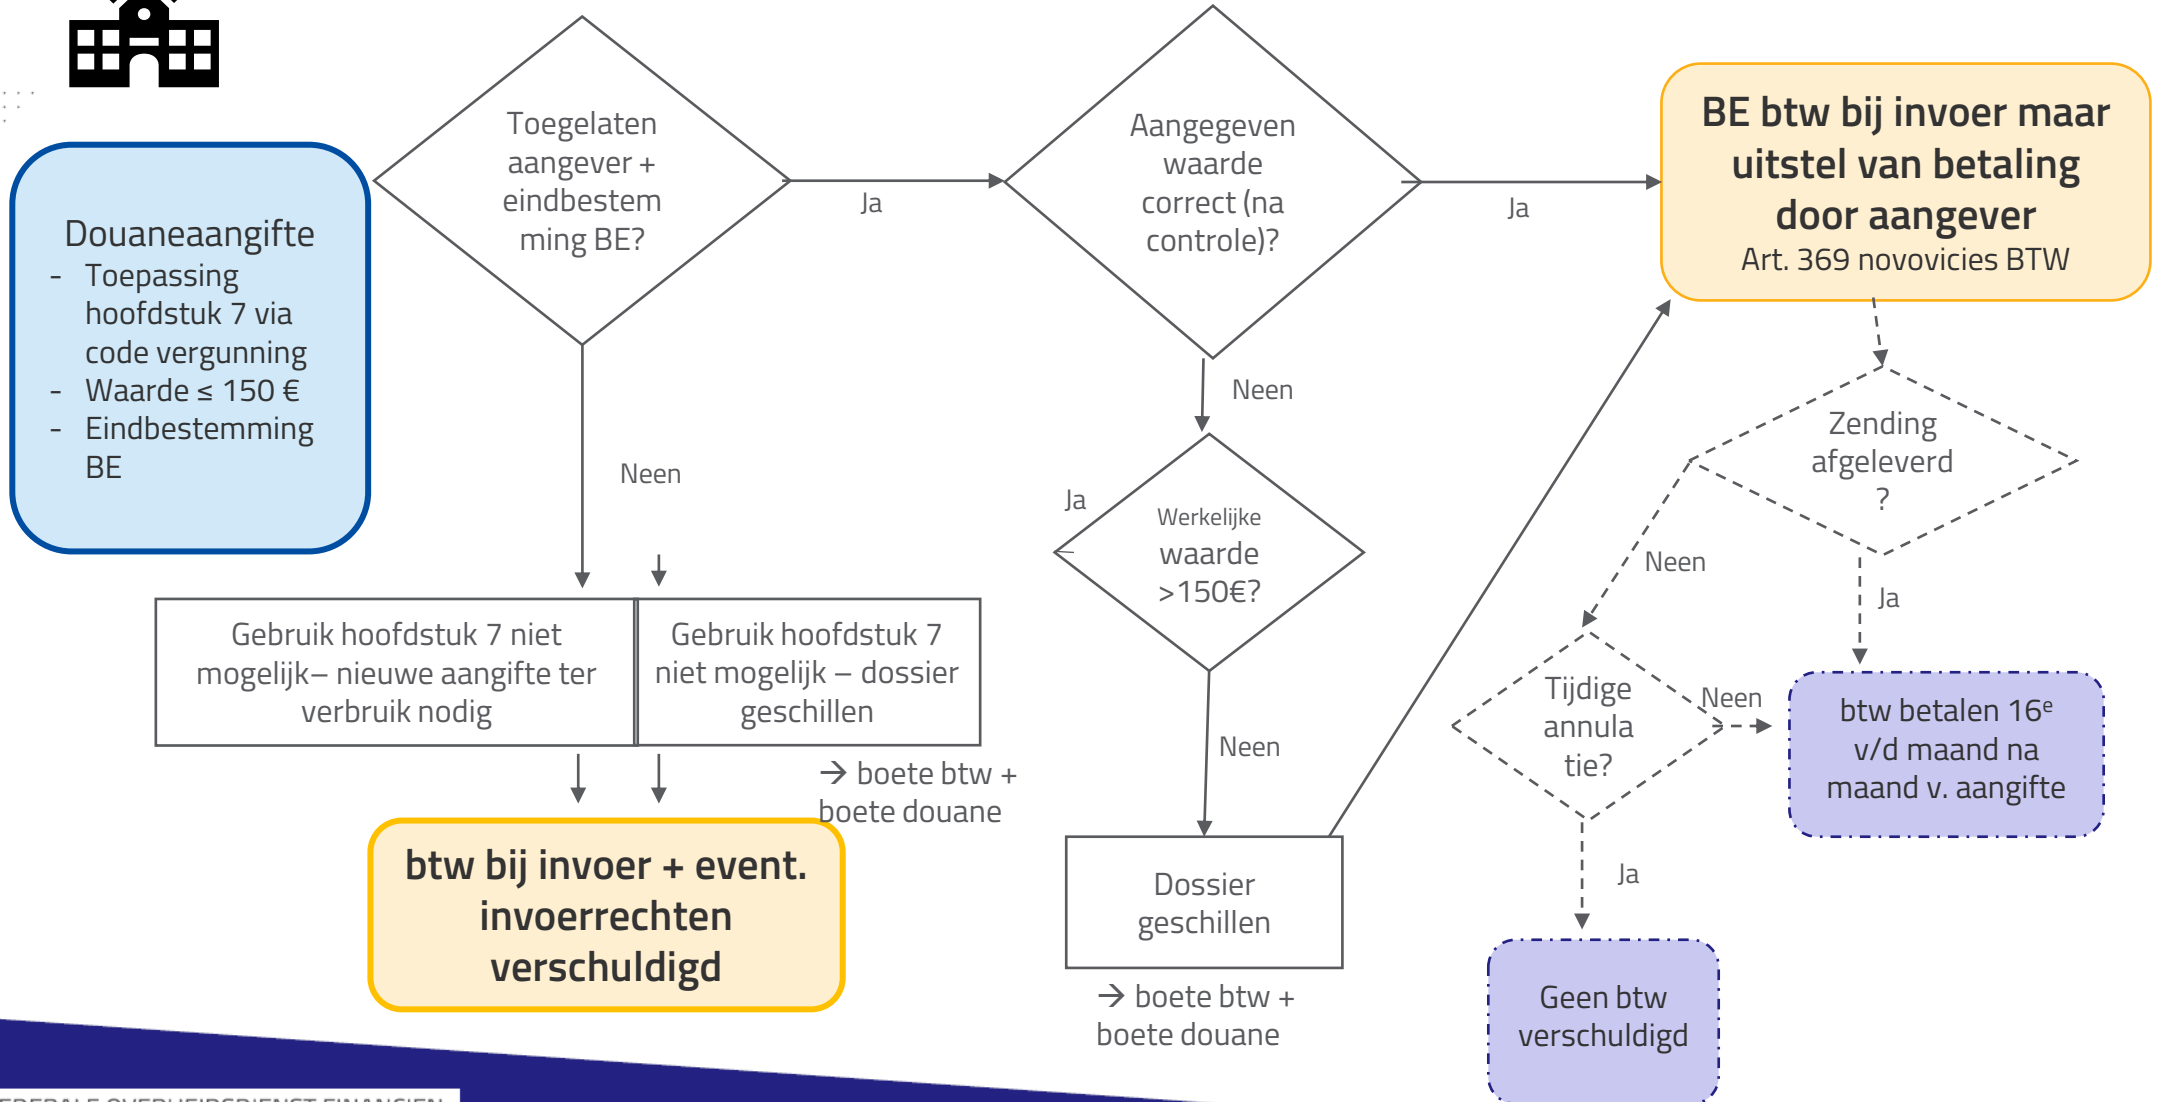 Douaneaangifte
- Toepassing
hoofdstuk 7 via
code vergunning
- Waarde ≤ 150 €
- Eindbestemming
BE
Toegelaten
aangever +
eindbestem
ming BE?
Ja
Neen
Aangegeven
waarde
correct (na
controle)?
Ja
Neen
BE btw bij invoer maar
uitstel van betaling
door aangever
Art. 369 novovicies BTW
Werkelijke
waarde
>150€?
Ja
Neen
Zending
afgeleverd
?
Neen
Ja
Gebruik hoofdstuk 7 niet
mogelijk– nieuwe aangifte ter
verbruik nodig
Gebruik hoofdstuk 7
niet mogelijk – dossier
geschillen
→ boete btw +
boete douane
btw bij invoer + event.
invoerrechten
verschuldigd
Dossier
geschillen
→ boete btw +
boete douane
Tijdige
annula
tie?
Neen
Ja
btw betalen 16e
v/d maand na
maand v. aangifte
Geen btw
verschuldigd
FEDERALE OVERHEIDSDIENST FINANCIEN